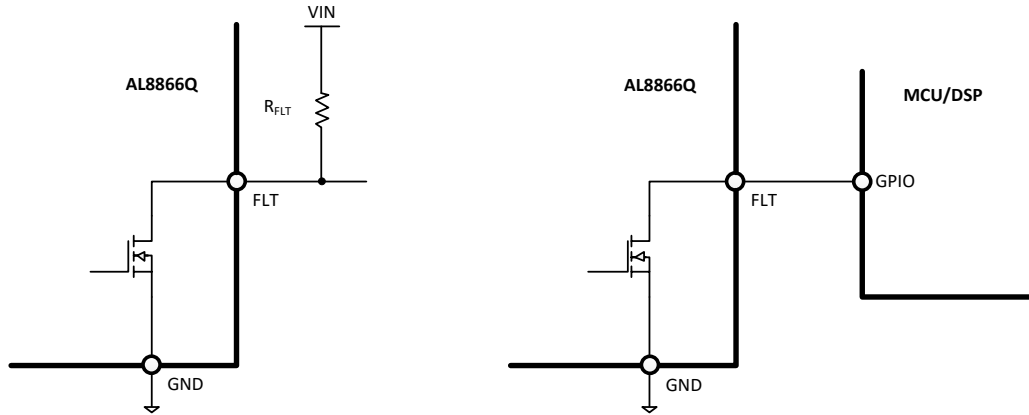 VIN
AL8866Q
RFLT
FLT
GND
AL8866Q
MCU/DSP
GPIO
FLT
GND